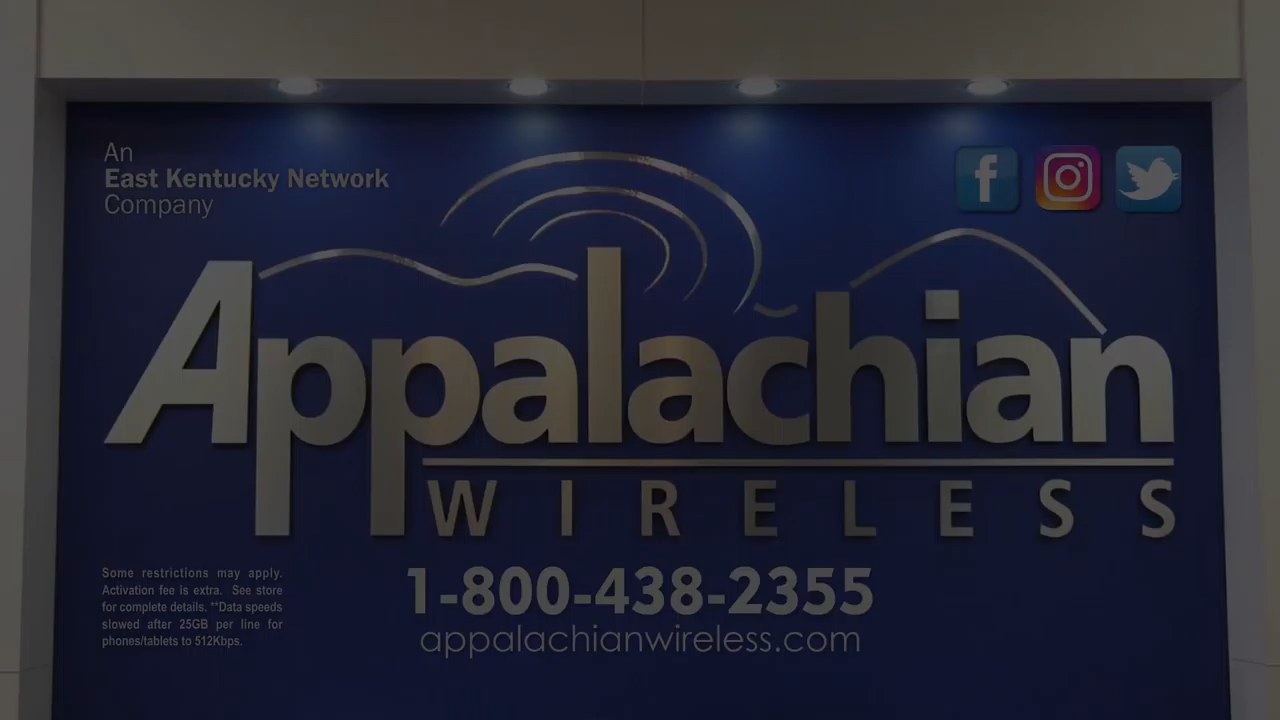 An
East Kentucky Network
Company
Appalachian
WIRELESS
Some restrictions may apply.
Activation fee is extra. See store
for complete details. **Data speeds
slowed after 25GB per line for
phones/tablets to 512Kbps.
1-800-438-2355
appalachianwireless.com